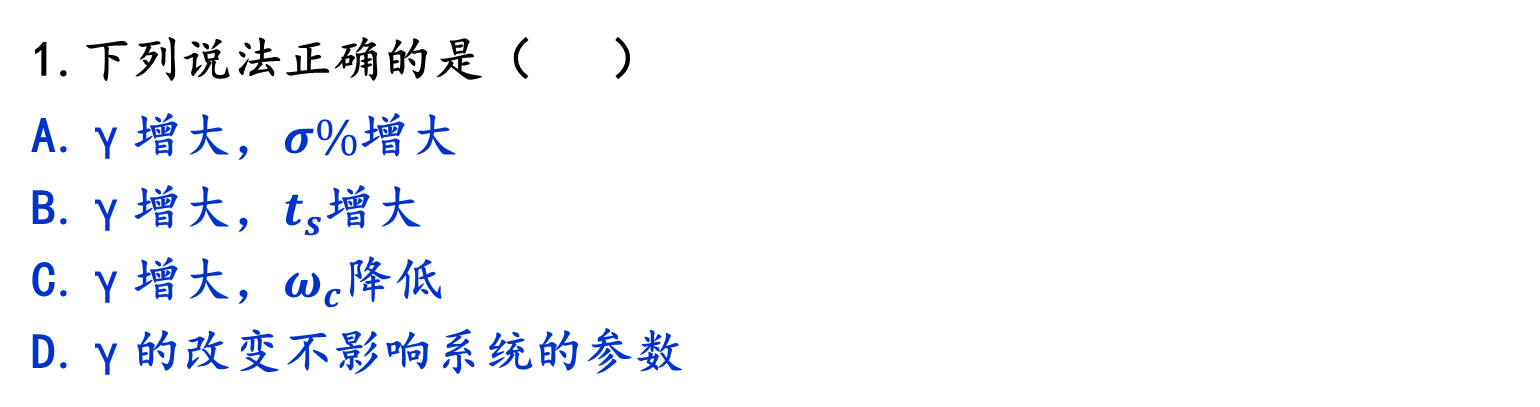 1.下列说法正确的是（    ）
A. γ增大，σ%增大
B. γ增大，tₛ增大
C. γ增大，ω_c降低
D. γ的改变不影响系统的参数